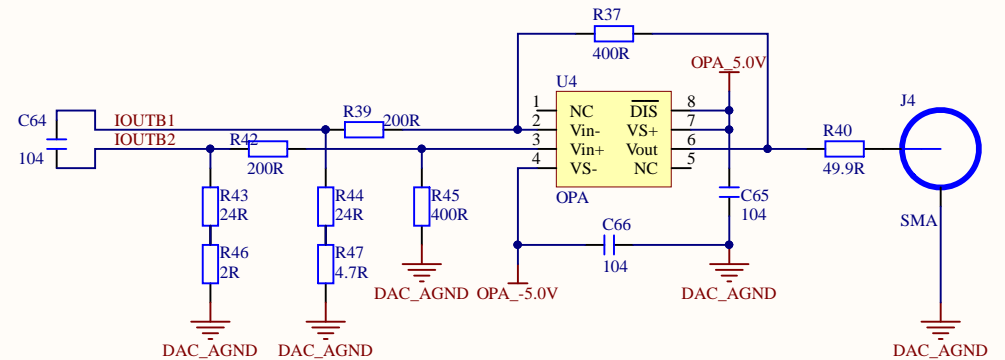 R37
400R
OPA_5.0V
U4
J4
C64
104
IOUTB1
IOUTB2
R39
200R
R42
200R
1
2
3
4
NC
Vin-
Vin+
VS-
DIS
VS+
Vout
NC
8
7
6
5
OPA
R40
49.9R
R43
24R
R44
24R
R45
400R
C65
104
SMA
R46
2R
R47
4.7R
C66
104
DAC_AGND
OPA_-5.0V
DAC_AGND
DAC_AGND
DAC_AGND
DAC_AGND